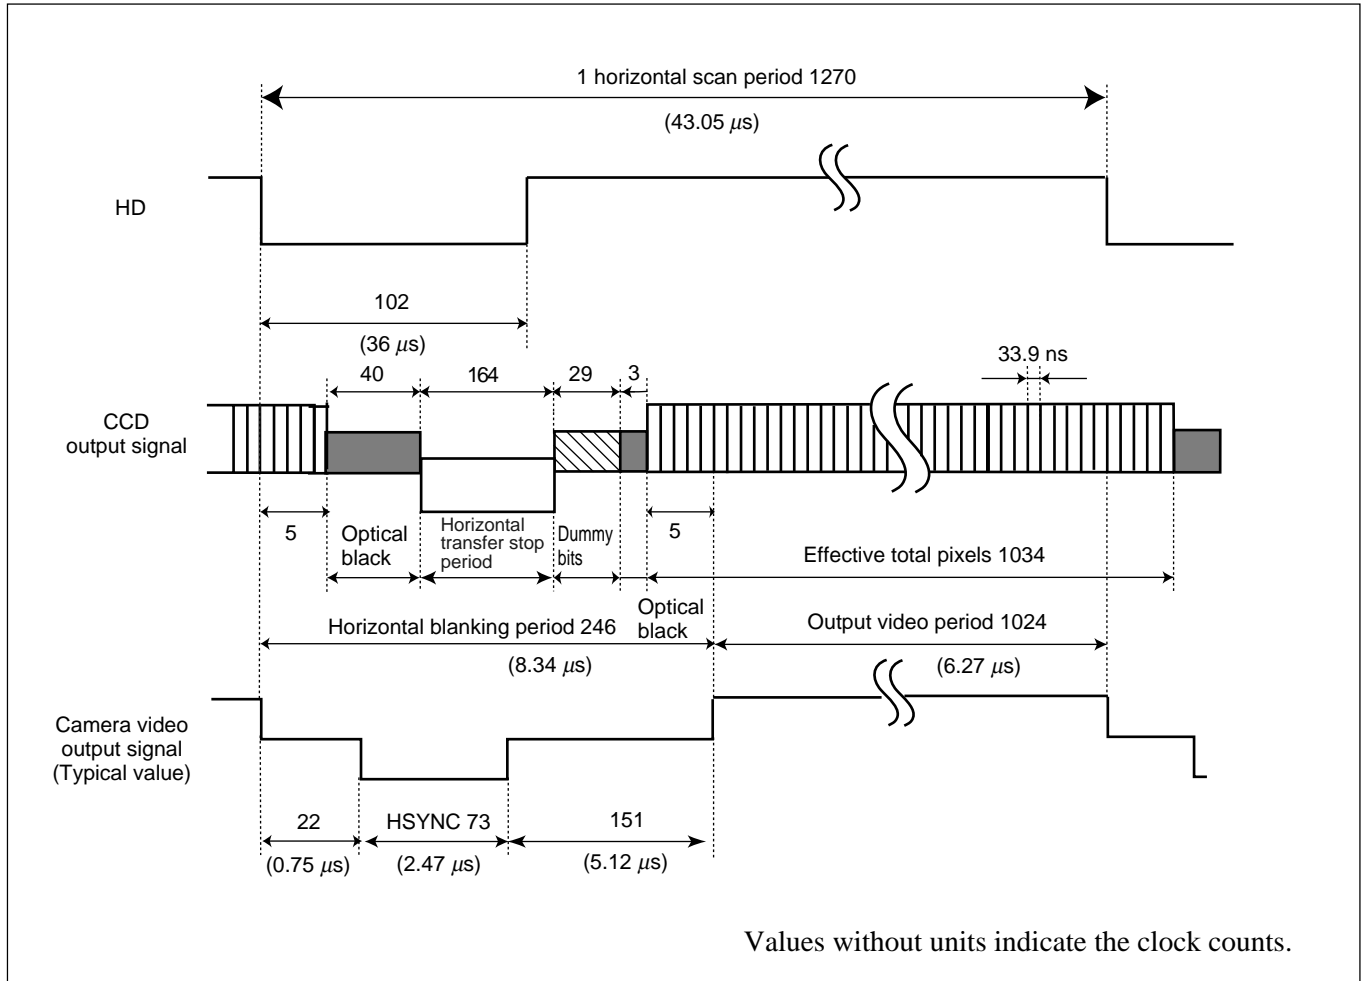 1 horizontal scan period 1270
(43.05 μs)
HD
102
(36 μs)
33.9 ns
40
164
29
3
CCD
output signal
5
Optical
black
Horizontal
transfer stop
period
Dummy
bits
5
Effective total pixels 1034
Optical
black
Horizontal blanking period 246
(8.34 μs)
Output video period 1024
(6.27 μs)
Camera video
output signal
(Typical value)
22
(0.75 μs)
HSYNC 73
(2.47 μs)
151
(5.12 μs)
Values without units indicate the clock counts.